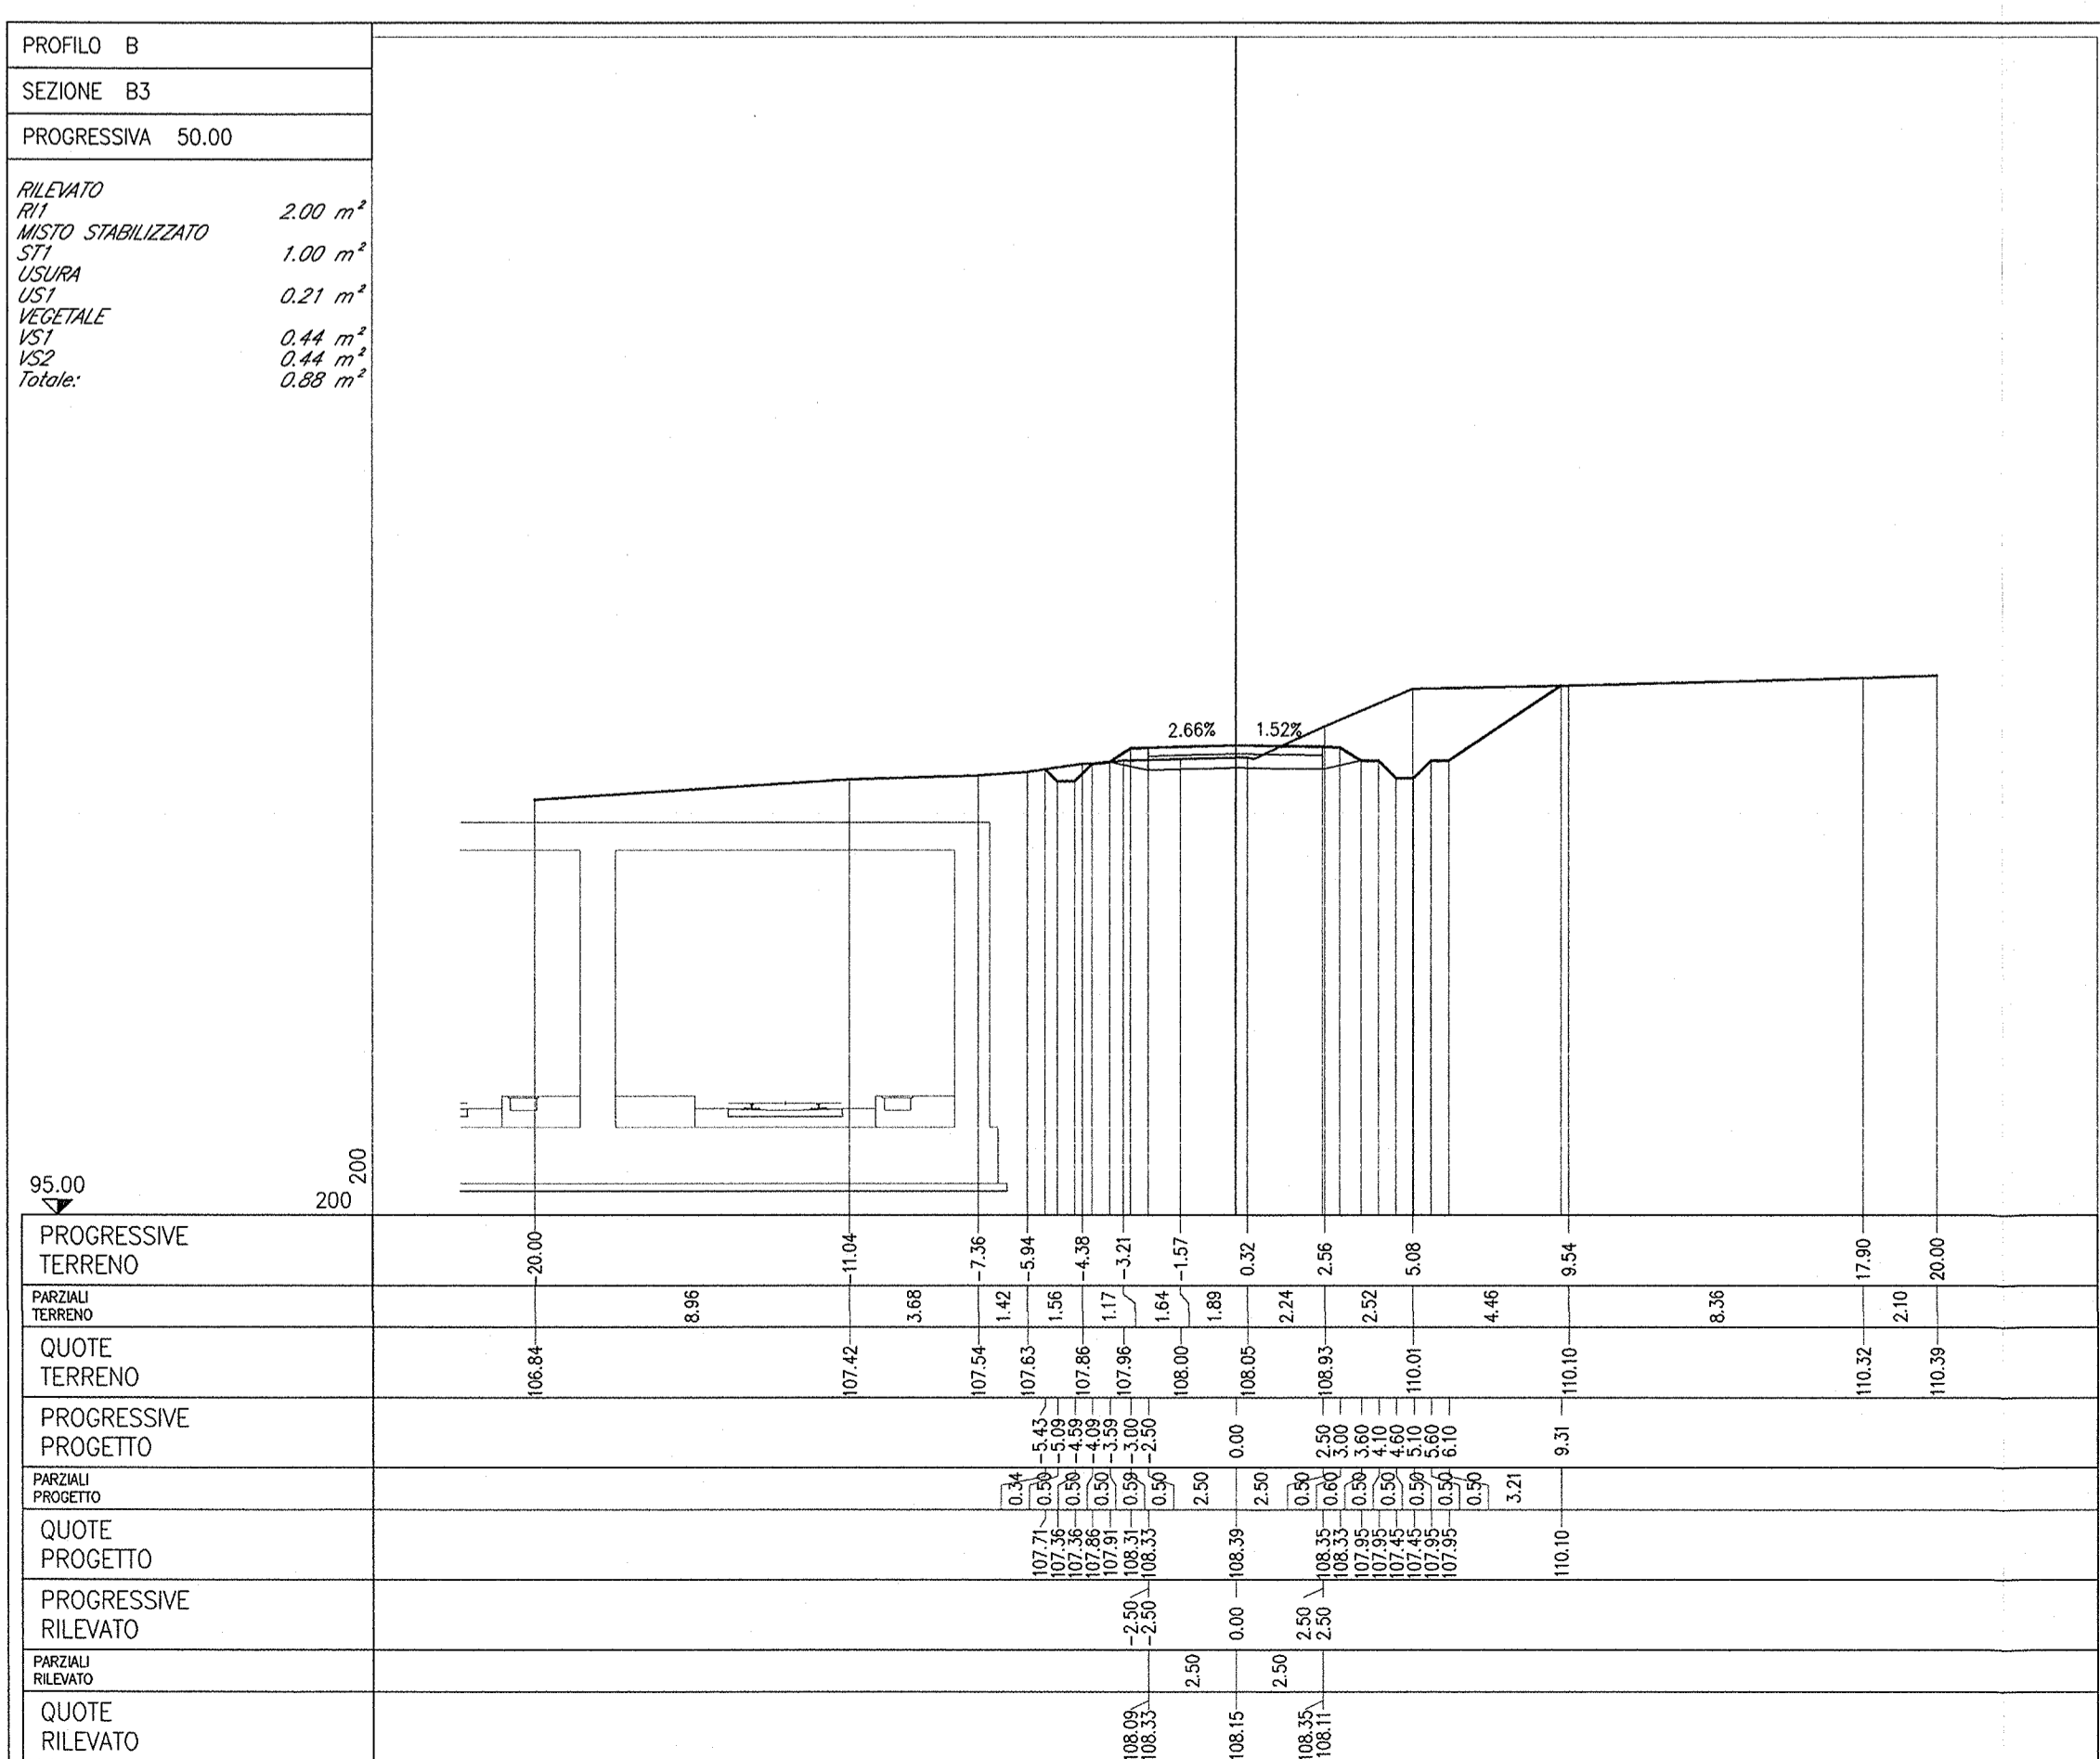 PROFILO B
SEZIONE B3
PROGRESSIVA 50.00
RILEVATO
RI1 2.00 m²
MISTO STABILIZZATO
ST1 1.00 m²
USURA
US1 0.21 m²
VEGETALE
VS1 0.44 m²
VS2 0.44 m²
Totale: 0.88 m²
2.66% 1.52%
95.00
200
200
PROGRESSIVE
TERRENO
-20.00 -11.04 -7.36 -5.94 -4.38 -3.21 -1.57 0.32 2.56 5.08 9.54 17.90 20.00
PARZIALI
TERRENO
8.96 3.68 1.42 1.56 1.17 1.64 1.89 2.24 2.52 4.46 8.36 2.10
QUOTE
TERRENO
106.84 107.42 107.54 107.63 107.86 107.96 108.00 108.05 108.93 110.01 110.10 110.32 110.39
PROGRESSIVE
PROGETTO
-5.43 -5.09 -4.59 -4.09 -3.59 -3.00 -2.50 0.00 2.50 3.00 3.60 4.10 4.60 5.10 5.60 6.10 9.31
PARZIALI
PROGETTO
0.34 0.50 0.50 0.50 0.59 0.50 2.50 2.50 0.50 0.60 0.50 0.50 0.50 0.50 0.50 3.21
QUOTE
PROGETTO
107.71 107.36 107.36 107.86 107.91 108.31 108.33 108.39 108.35 108.33 107.95 107.95 107.45 107.45 107.95 107.95 110.10
PROGRESSIVE
RILEVATO
-2.50 -2.50 0.00 2.50 2.50
PARZIALI
RILEVATO
2.50 2.50
QUOTE
RILEVATO
108.09 108.33 108.15 108.35 108.11